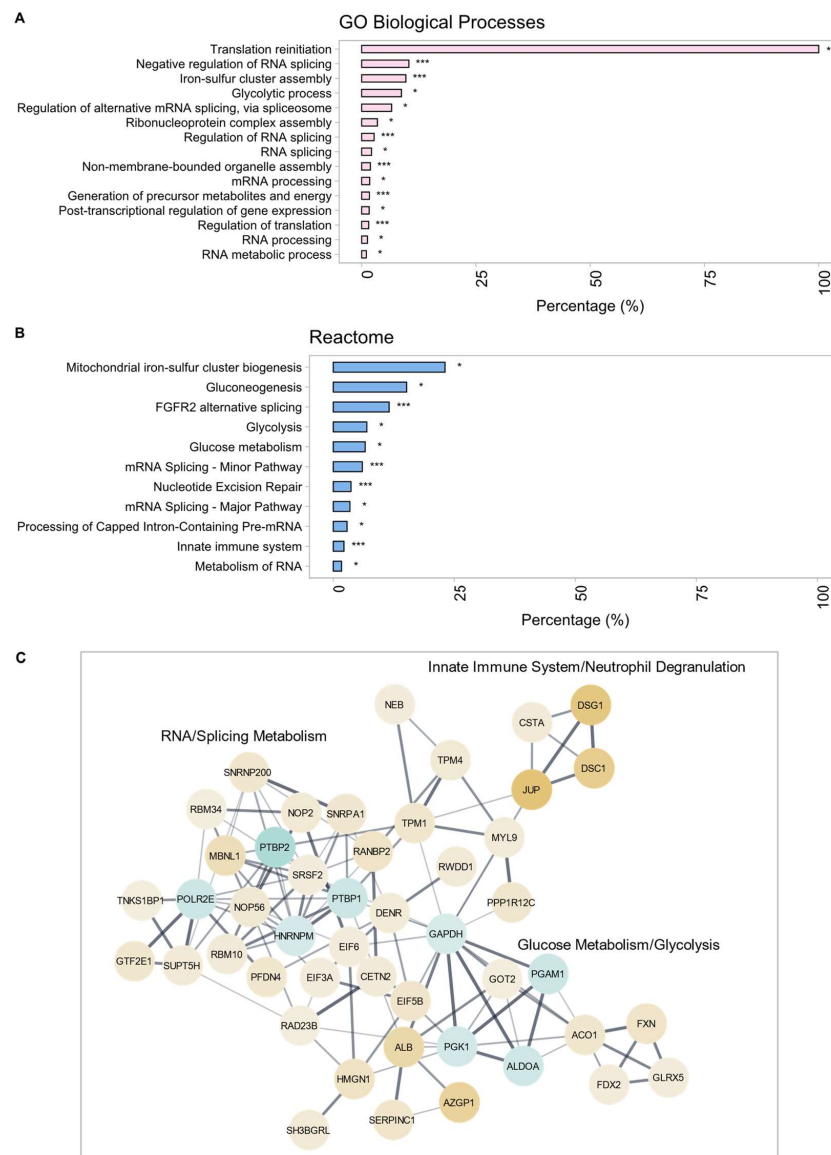 A
GO Biological Processes
Translation reinitiation *
Negative regulation of RNA splicing ***
Iron-sulfur cluster assembly ***
Glycolytic process *
Regulation of alternative mRNA splicing, via spliceosome *
Ribonucleoprotein complex assembly *
Regulation of RNA splicing ***
RNA splicing *
Non-membrane-bounded organelle assembly ***
mRNA processing *
Generation of precursor metabolites and energy ***
Post-transcriptional regulation of gene expression *
Regulation of translation ***
RNA processing *
RNA metabolic process *
0 25 50 75 100
Percentage (%)
B
Reactome
Mitochondrial iron-sulfur cluster biogenesis *
Gluconeogenesis *
FGFR2 alternative splicing ***
Glycolysis *
Glucose metabolism *
mRNA Splicing - Minor Pathway ***
Nucleotide Excision Repair ***
mRNA Splicing - Major Pathway *
Processing of Capped Intron-Containing Pre-mRNA *
Innate immune system ***
Metabolism of RNA *
0 25 50 75 100
Percentage (%)
C
Innate Immune System/Neutrophil Degranulation
NEB
DSG1
CSTA
RNA/Splicing Metabolism
TPM4
DSC1
SNRNP200
JUP
RBM34
NOP2
SNRPA1
TPM1
MYL9
PTBP2
RANBP2
MBNL1
RWDD1
SRSF2
TNKS1BP1
POLR2E
PTBP1
PPP1R12C
NOP56
DENR
HNRNPM
GAPDH
Glucose Metabolism/Glycolysis
EIF6
GTF2E1
SUPT5H
RBM10
PFDN4
EIF3A
CETN2
GOT2
PGAM1
EIF5B
RAD23B
FXN
ALB
PGK1
ACO1
ALDOA
HMGN1
FDX2
GLRX5
AZGP1
SERPINC1
SH3BGRL